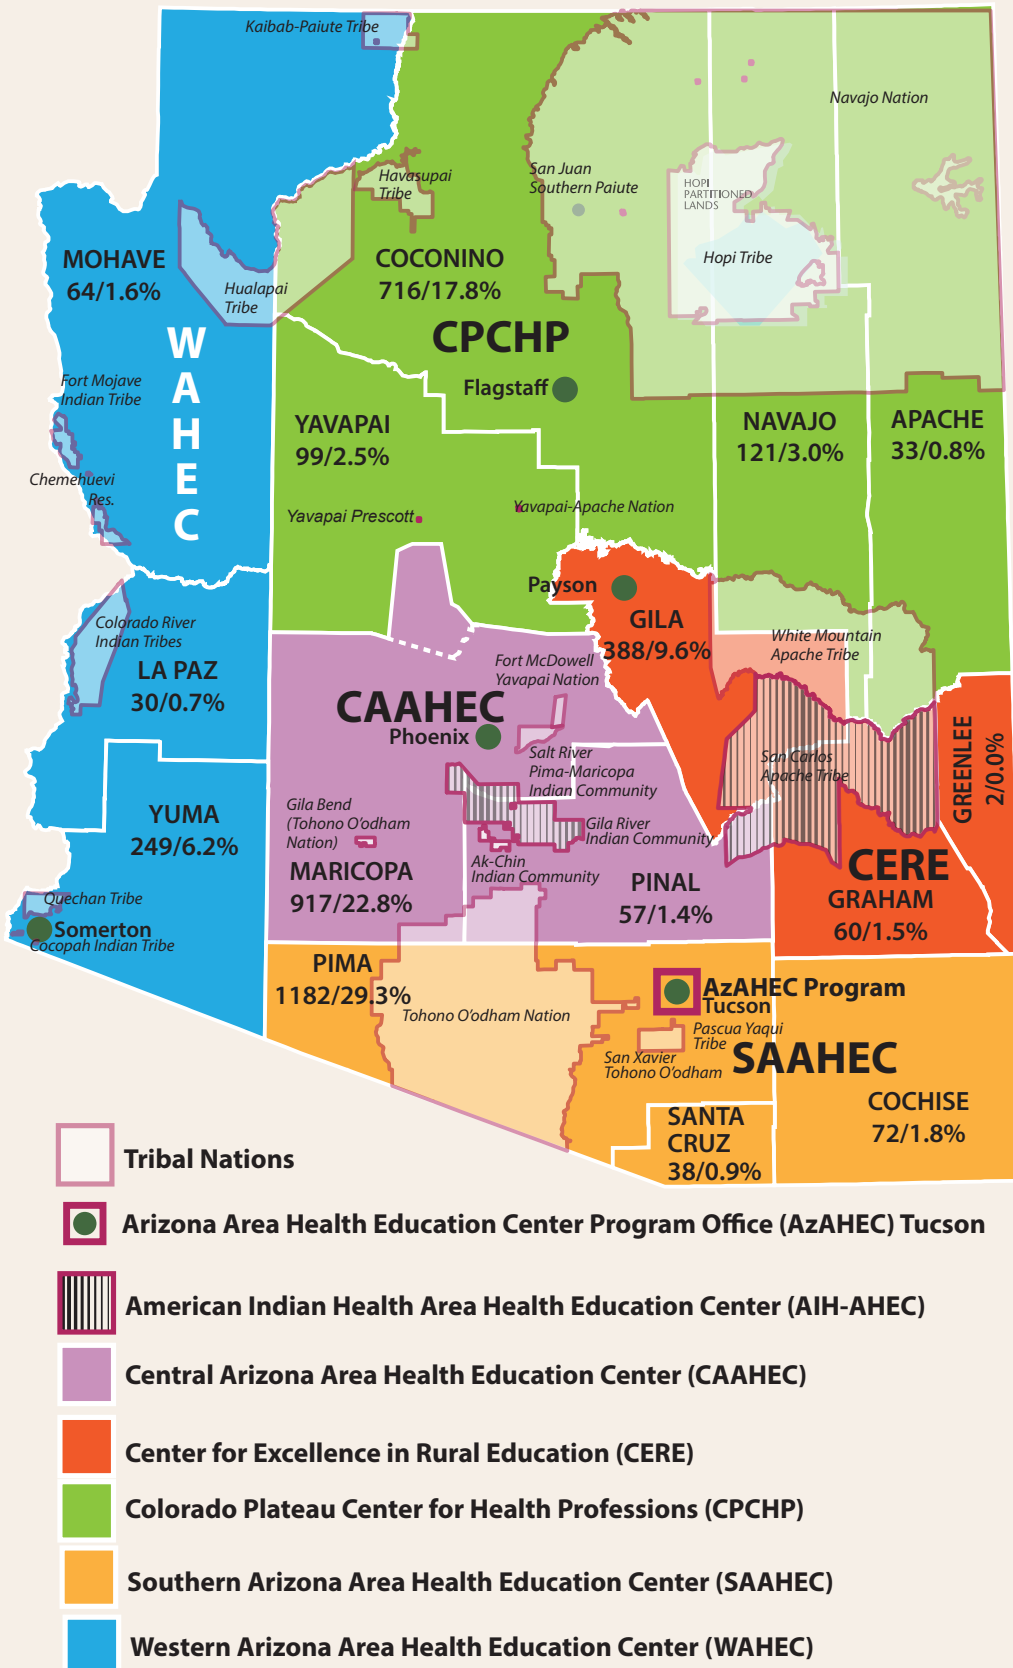 Kaibab-Paiute Tribe
Navajo Nation
Havasupai
Tribe
San Juan
Southern Paiute
HOPI
PARTITIONED
LANDS
Hopi Tribe
MOHAVE
64/1.6%
COCONINO
716/17.8%
Hualapai
Tribe
CPCHP
W
A
H
E
C
Flagstaff
Fort Mojave
Indian Tribe
YAVAPAI
99/2.5%
NAVAJO
121/3.0%
APACHE
33/0.8%
Chemehuevi
Res.
Yavapai Prescott
Yavapai-Apache Nation
Payson
GILA
388/9.6%
Colorado River
Indian Tribes
White Mountain
Apache Tribe
LA PAZ
30/0.7%
Fort McDowell
Yavapai Nation
CAAHEC
Phoenix
Salt River
Pima-Maricopa
Indian Community
San Carlos
Apache Tribe
GREENLEE
2/0.0%
YUMA
249/6.2%
Gila Bend
(Tohono O'odham
Nation)
Gila River
Indian Community
MARICOPA
917/22.8%
Ak-Chin
Indian Community
PINAL
57/1.4%
CERE
GRAHAM
60/1.5%
Quechan Tribe
Somerton
Cocopah Indian Tribe
PIMA
1182/29.3%
Tohono O'odham Nation
AzAHEC Program
Tucson
Pascua Yaqui
Tribe
San Xavier
Tohono O'odham
SAAHEC
COCHISE
72/1.8%
SANTA
CRUZ
38/0.9%
Tribal Nations
Arizona Area Health Education Center Program Office (AzAHEC) Tucson
American Indian Health Area Health Education Center (AIH-AHEC)
Central Arizona Area Health Education Center (CAAHEC)
Center for Excellence in Rural Education (CERE)
Colorado Plateau Center for Health Professions (CPCHP)
Southern Arizona Area Health Education Center (SAAHEC)
Western Arizona Area Health Education Center (WAHEC)